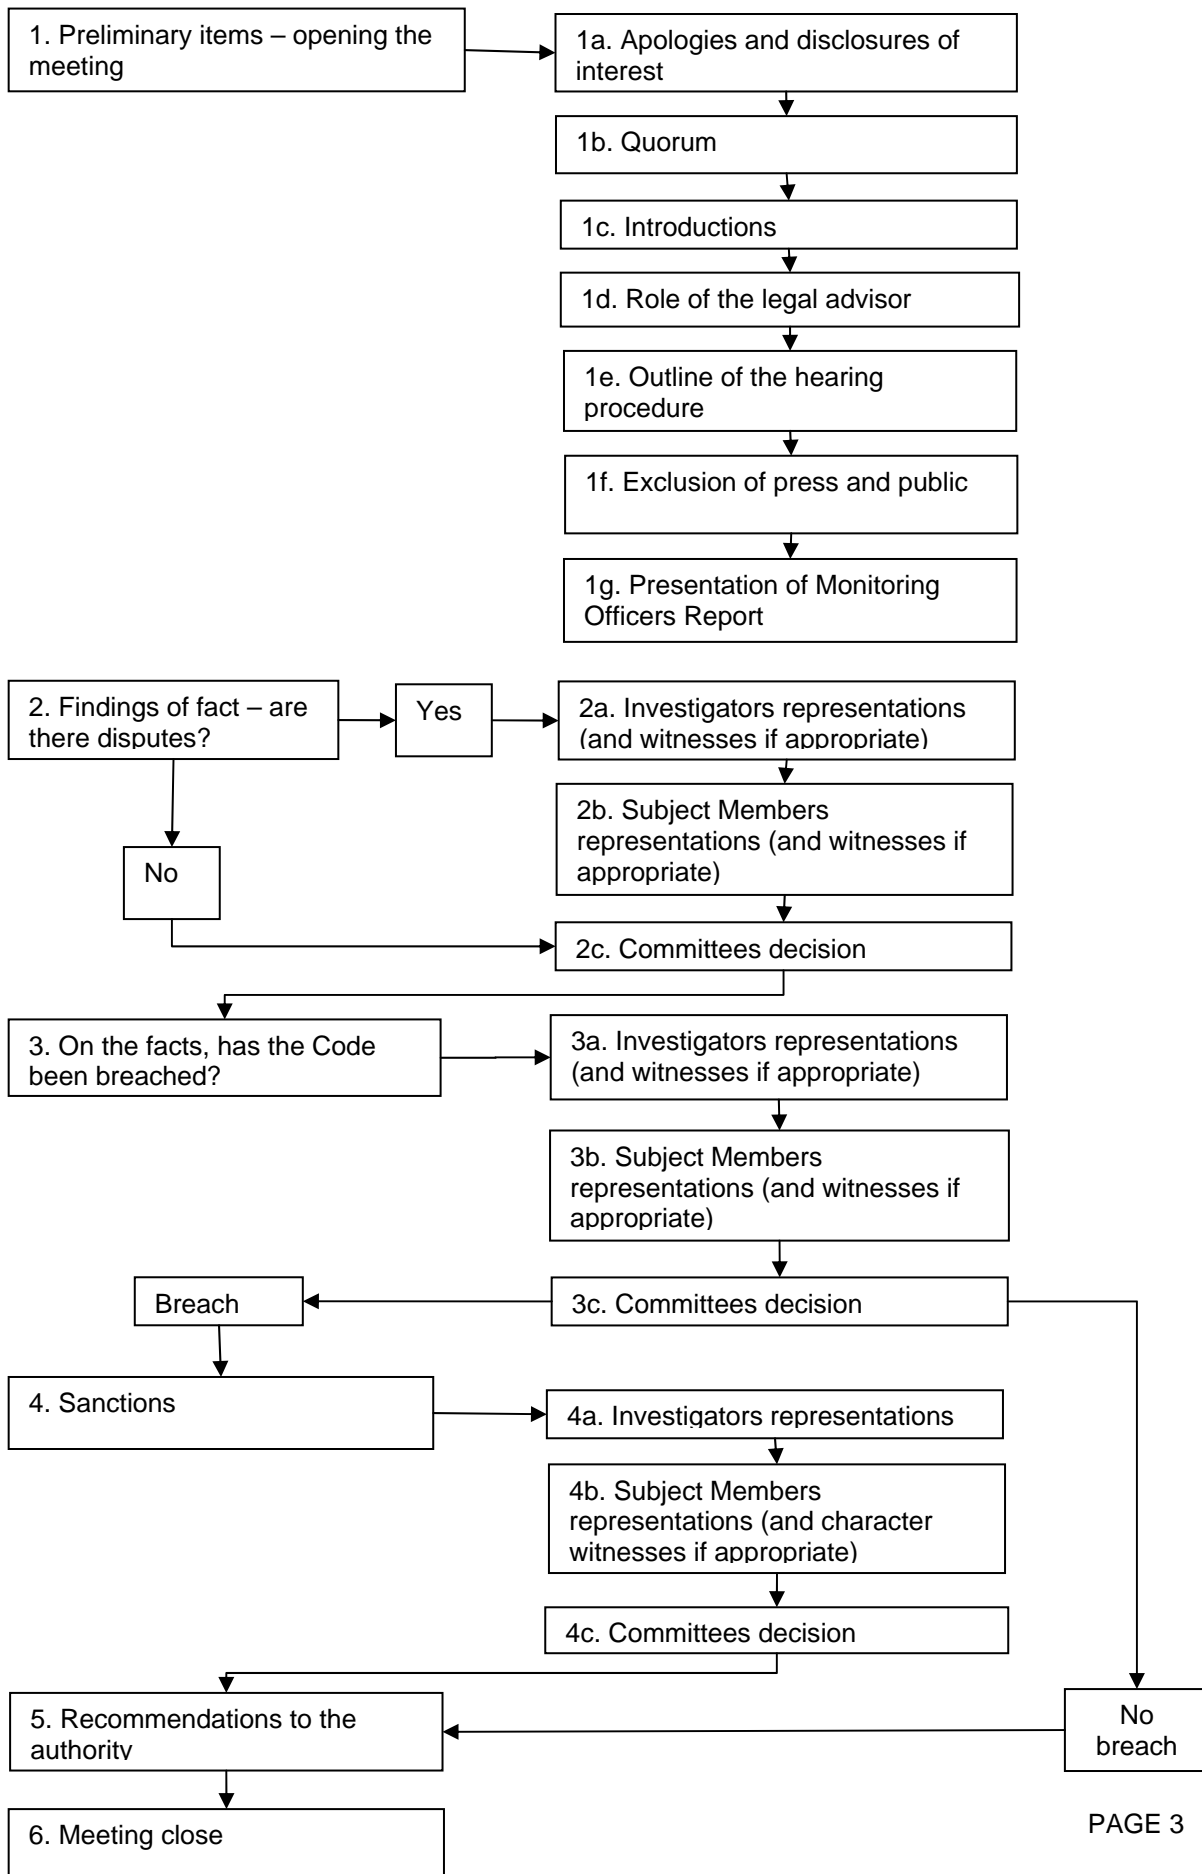 1. Preliminary items – opening the
meeting
1a. Apologies and disclosures of
interest
1b. Quorum
1c. Introductions
1d. Role of the legal advisor
1e. Outline of the hearing
procedure
1f. Exclusion of press and public
1g. Presentation of Monitoring
Officers Report
2. Findings of fact – are
there disputes?
Yes
2a. Investigators representations
(and witnesses if appropriate)
2b. Subject Members
representations (and witnesses if
appropriate)
No
2c. Committees decision
3. On the facts, has the Code
been breached?
3a. Investigators representations
(and witnesses if appropriate)
3b. Subject Members
representations (and witnesses if
appropriate)
Breach
3c. Committees decision
4. Sanctions
4a. Investigators representations
4b. Subject Members
representations (and character
witnesses if appropriate)
4c. Committees decision
5. Recommendations to the
authority
No
breach
6. Meeting close
PAGE 3